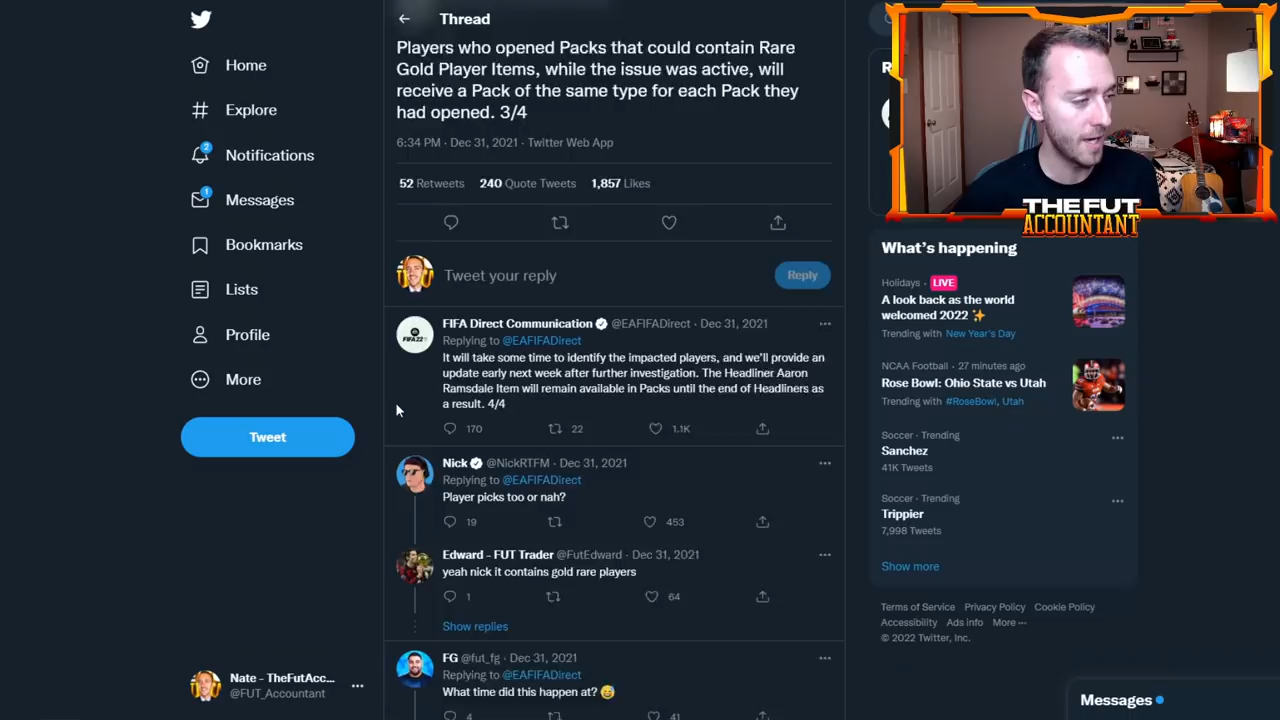 Thread
Players who opened Packs that could contain Rare
Gold Player Items, while the issue was active, will
receive a Pack of the same type for each Pack they
had opened. 3/4
6:34 PM · Dec 31, 2021 · Twitter Web App
52 Retweets 240 Quote Tweets 1,857 Likes
Tweet your reply
Reply
FIFA Direct Communication @EAFIFADirect · Dec 31, 2021
Replying to @EAFIFADirect
It will take some time to identify the impacted players, and we'll provide an
update early next week after further investigation. The Headliner Aaron
Ramsdale Item will remain available in Packs until the end of Headliners as
a result. 4/4
170 22 1.1K
Nick @NickRTFM · Dec 31, 2021
Replying to @EAFIFADirect
Player picks too or nah?
19 453
Edward - FUT Trader @FutEdward · Dec 31, 2021
yeah nick it contains gold rare players
1 64
Show replies
FG @fut_fg · Dec 31, 2021
Replying to @EAFIFADirect
What time did this happen at? 😅
4 41
Home
Explore
2
Notifications
1
Messages
Bookmarks
Lists
Profile
More
Tweet
Nate - TheFutAcc...
@FUT_Accountant
FIFA22
R
THE FUT
ACCOUNTANT
What's happening
Holidays · LIVE
A look back as the world
welcomed 2022 ✨
Trending with New Year's Day
NCAA Football · 27 minutes ago
Rose Bowl: Ohio State vs Utah
Trending with #RoseBowl, Utah
Soccer · Trending
Sanchez
41K Tweets
Soccer · Trending
Trippier
7,998 Tweets
Show more
Terms of Service Privacy Policy Cookie Policy
Accessibility Ads info More ···
© 2022 Twitter, Inc.
Messages